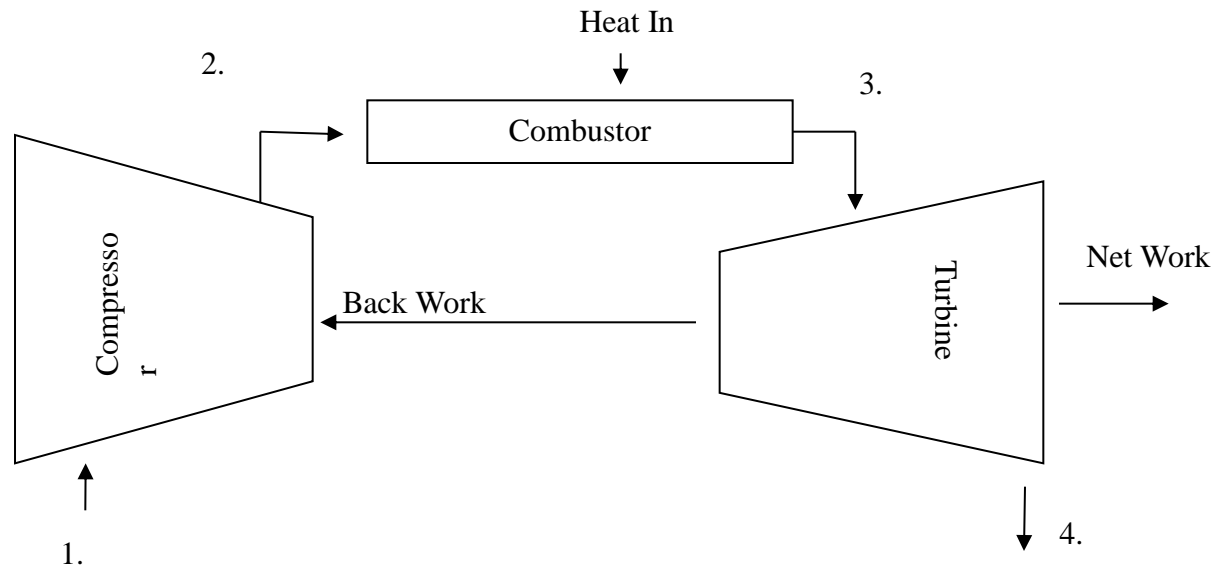 Heat In
2.
3.
Combustor
Compresso
r
Turbine
Net Work
Back Work
1.
4.